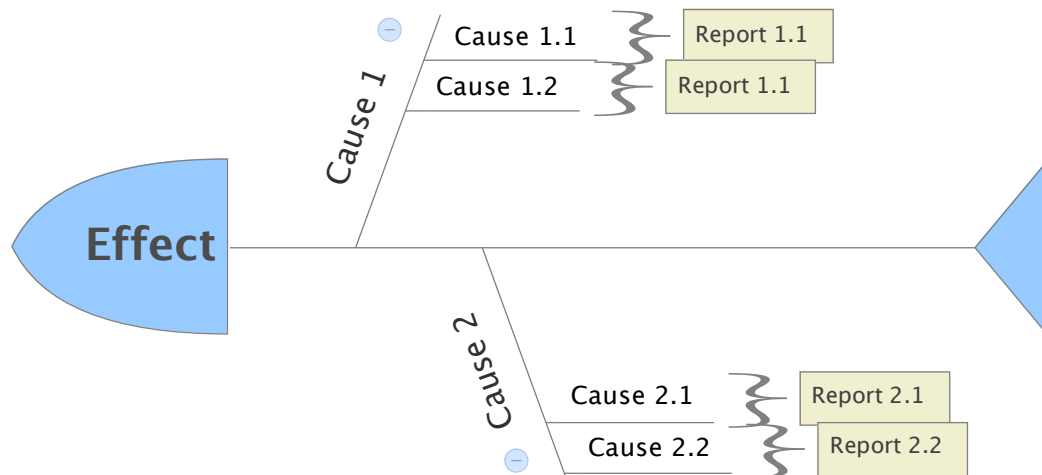 Cause 1.1
Report 1.1
Cause 1.2
Report 1.1
Cause 1
Effect
Cause 2
Cause 2.1
Report 2.1
Cause 2.2
Report 2.2